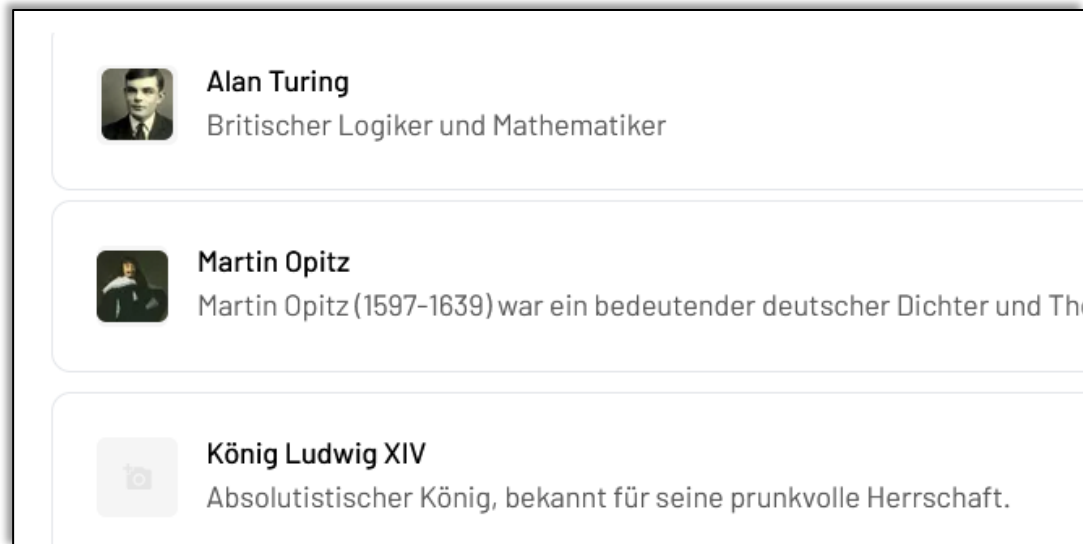 Alan Turing
Britischer Logiker und Mathematiker
Martin Opitz
Martin Opitz (1597-1639) war ein bedeutender deutscher Dichter und
König Ludwig XIV
Absolutistischer König, bekannt für seine prunkvolle Herrschaft.